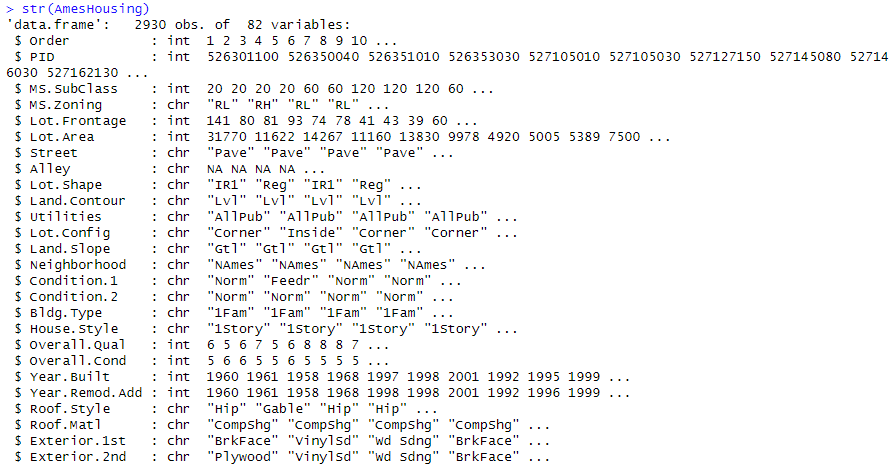 > str(AmesHousing)
'data.frame':   2930 obs. of  82 variables:
 $ Order          : int  1 2 3 4 5 6 7 8 9 10 ...
 $ PID            : int  526301100 526350040 526351010 526353030 527105010 527105030 527127150 527145080 52714
6030 527162130 ...
 $ MS.SubClass    : int  20 20 20 20 60 60 120 120 120 60 ...
 $ MS.Zoning      : chr  "RL" "RH" "RL" "RL" ...
 $ Lot.Frontage   : int  141 80 81 93 74 78 41 43 39 60 ...
 $ Lot.Area       : int  31770 11622 14267 11160 13830 9978 4920 5005 5389 7500 ...
 $ Street         : chr  "Pave" "Pave" "Pave" "Pave" ...
 $ Alley          : chr  NA NA NA NA ...
 $ Lot.Shape      : chr  "IR1" "Reg" "IR1" "Reg" ...
 $ Land.Contour   : chr  "Lvl" "Lvl" "Lvl" "Lvl" ...
 $ Utilities      : chr  "AllPub" "AllPub" "AllPub" "AllPub" ...
 $ Lot.Config     : chr  "Corner" "Inside" "Corner" "Corner" ...
 $ Land.Slope     : chr  "Gtl" "Gtl" "Gtl" "Gtl" ...
 $ Neighborhood   : chr  "NAmes" "NAmes" "NAmes" "NAmes" ...
 $ Condition.1    : chr  "Norm" "Feedr" "Norm" "Norm" ...
 $ Condition.2    : chr  "Norm" "Norm" "Norm" "Norm" ...
 $ Bldg.Type      : chr  "1Fam" "1Fam" "1Fam" "1Fam" ...
 $ House.Style    : chr  "1Story" "1Story" "1Story" "1Story" ...
 $ Overall.Qual   : int  6 5 6 7 5 6 8 8 8 7 ...
 $ Overall.Cond   : int  5 6 6 5 5 6 5 5 5 5 ...
 $ Year.Built     : int  1960 1961 1958 1968 1997 1998 2001 1992 1995 1999 ...
 $ Year.Remod.Add : int  1960 1961 1958 1968 1998 1998 2001 1992 1996 1999 ...
 $ Roof.Style     : chr  "Hip" "Gable" "Hip" "Hip" ...
 $ Roof.Matl      : chr  "CompShg" "CompShg" "CompShg" "CompShg" ...
 $ Exterior.1st   : chr  "BrkFace" "VinylSd" "Wd Sdng" "BrkFace" ...
 $ Exterior.2nd   : chr  "Plywood" "VinylSd" "Wd Sdng" "BrkFace" ...